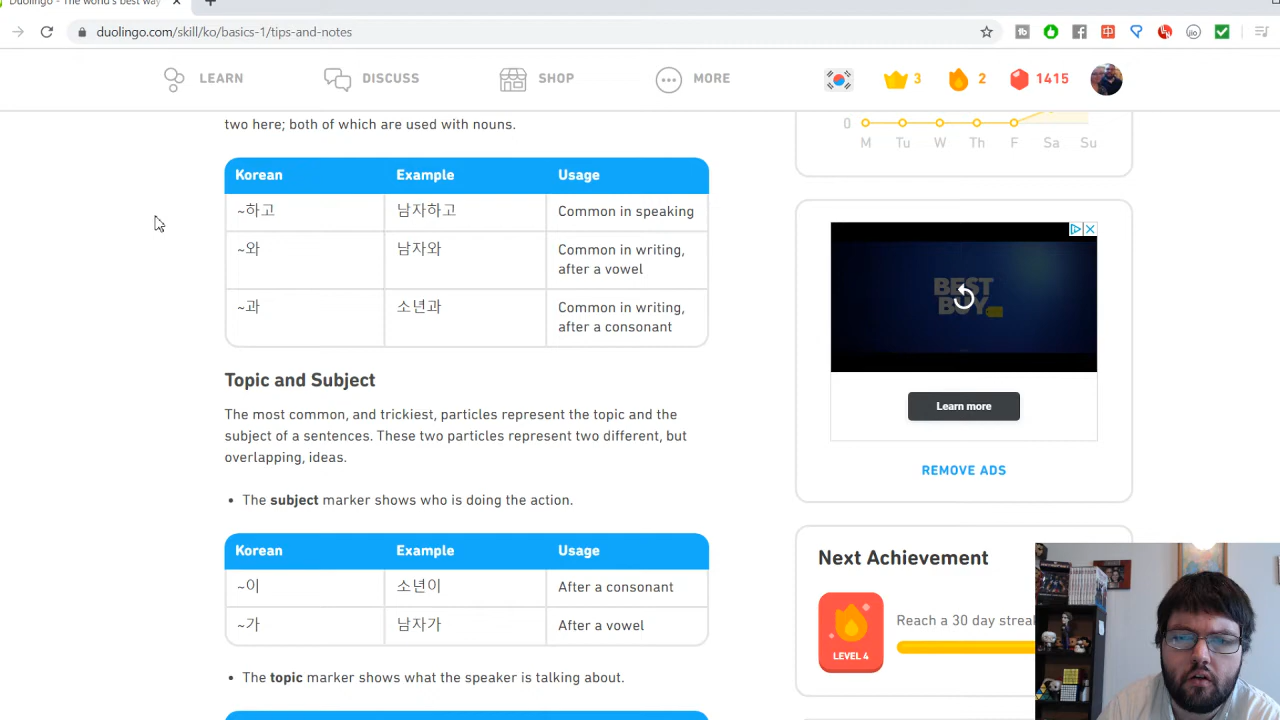 Duolingo - The world's best way
duolingo.com/skill/ko/basics-1/tips-and-notes
LEARN
DISCUSS
SHOP
MORE
3
2
1415
two here; both of which are used with nouns.
Korean Example Usage
~하고 남자하고 Common in speaking
~와 남자와 Common in writing,
after a vowel
~과 소년과 Common in writing,
after a consonant
Topic and Subject
The most common, and trickiest, particles represent the topic and the
subject of a sentences. These two particles represent two different, but
overlapping, ideas.
• The subject marker shows who is doing the action.
Korean Example Usage
~이 소년이 After a consonant
~가 남자가 After a vowel
• The topic marker shows what the speaker is talking about.
0
M Tu W Th F Sa Su
BEST
BUY
Learn more
REMOVE ADS
Next Achievement
Reach a 30 day strea
LEVEL 4